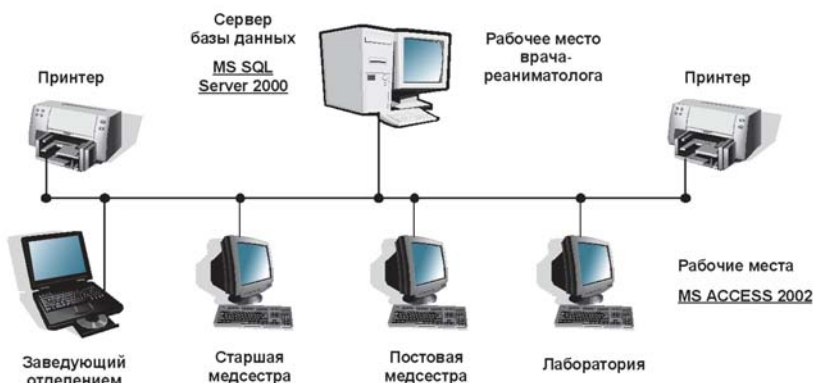 Сервер
базы данных
MS SQL
Server 2000
Рабочее место
врача-
реаниматолога
Принтер
Принтер
Рабочие места
MS ACCESS 2002
Заведующий
отделением
Старшая
медсестра
Постовая
медсестра
Лаборатория